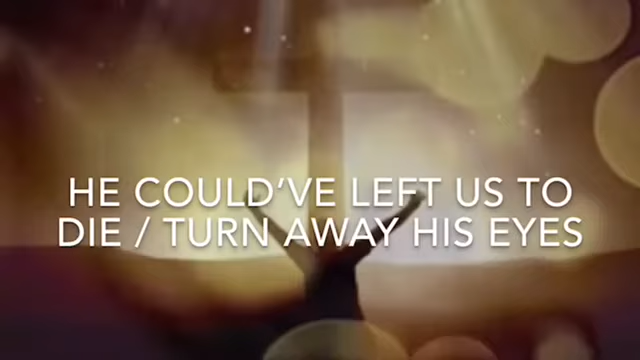 HE COULD'VE LEFT US TO
DIE / TURN AWAY HIS EYES